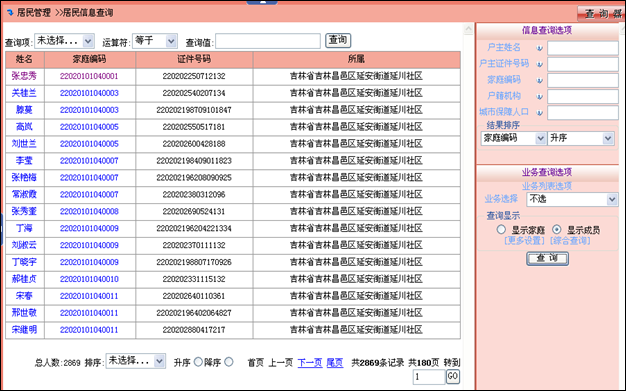 居民管理 >>居民信息查询
查询器
查询项: 未选择... 运算符: 等于 查询值: 查询
姓名 家庭编码 证件号码 所属
张忠秀 22020101040001 220202250712132 吉林省吉林昌邑区延安街道延川社区
关桂兰 22020101040003 220202540207134 吉林省吉林昌邑区延安街道延川社区
滕蔓 22020101040003 220202198709101847 吉林省吉林昌邑区延安街道延川社区
高岚 22020101040005 220202550517181 吉林省吉林昌邑区延安街道延川社区
刘世兰 22020101040005 220202600428188 吉林省吉林昌邑区延安街道延川社区
李莹 22020101040007 220202198409011823 吉林省吉林昌邑区延安街道延川社区
张艳梅 22020101040007 220202196208090925 吉林省吉林昌邑区延安街道延川社区
常淑霞 22020101040007 220202380312096 吉林省吉林昌邑区延安街道延川社区
张秀奎 22020101040008 220202690524131 吉林省吉林昌邑区延安街道延川社区
丁海 22020101040009 220202196204221334 吉林省吉林昌邑区延安街道延川社区
刘淑云 22020101040009 220202370111132 吉林省吉林昌邑区延安街道延川社区
丁晓宇 22020101040009 220202198807170926 吉林省吉林昌邑区延安街道延川社区
郝桂贞 22020101040010 220202331115132 吉林省吉林昌邑区延安街道延川社区
宋春 22020101040011 220202640110361 吉林省吉林昌邑区延安街道延川社区
邢世敏 22020101040011 220202196402064827 吉林省吉林昌邑区延安街道延川社区
宋继明 22020101040011 220202880417217 吉林省吉林昌邑区延安街道延川社区
总人数:2869 排序: 未选择... 升序 降序 首页 上一页 下一页 尾页 共2869条记录 共180页 转到
1 GO
信息查询选项
户主姓名
户主证件号码
家庭编码
户籍机构
城市保障人口
结果排序
家庭编码 升序
业务查询选项
业务列表选项
业务选择 不选
查询显示
显示家庭 显示成员
[更多设置] [综合查询]
查 询